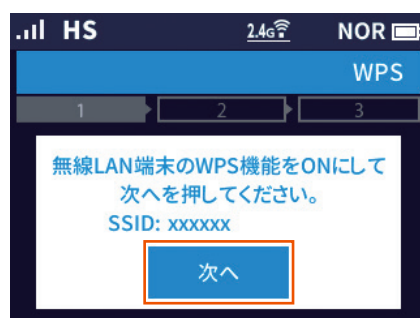 HS 2.4G NOR
WPS
1 2 3
無線LAN端末のWPS機能をONにして
次へを押してください。
SSID: xxxxxx
次へ